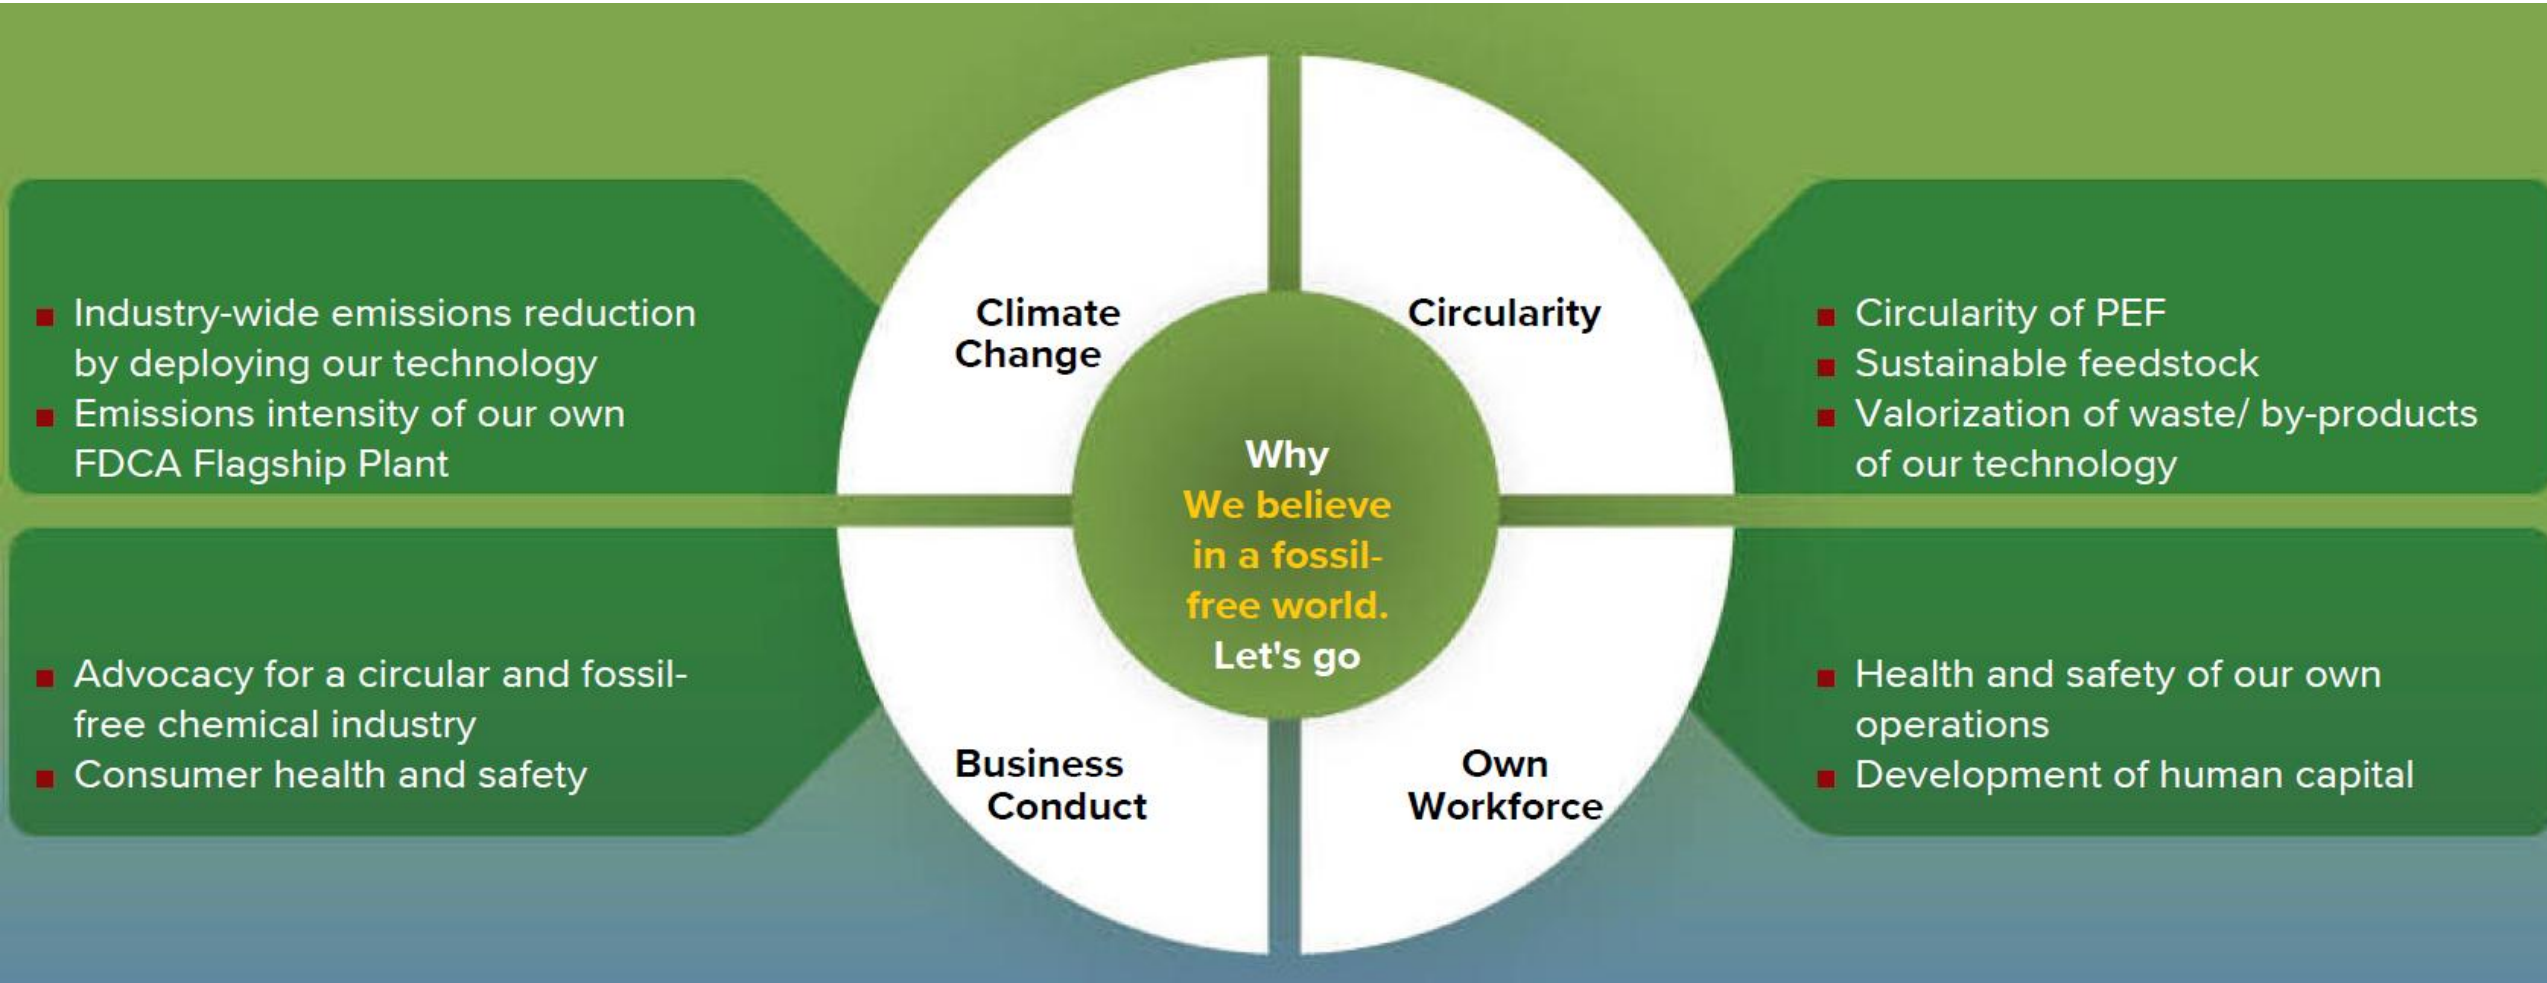 Industry-wide emissions reduction
by deploying our technology
Emissions intensity of our own
FDCA Flagship Plant
Climate
Change
Circularity
Circularity of PEF
Sustainable feedstock
Valorization of waste/ by-products
of our technology
Why
We believe
in a fossil-
free world.
Let's go
Advocacy for a circular and fossil-
free chemical industry
Consumer health and safety
Business
Conduct
Own
Workforce
Health and safety of our own
operations
Development of human capital